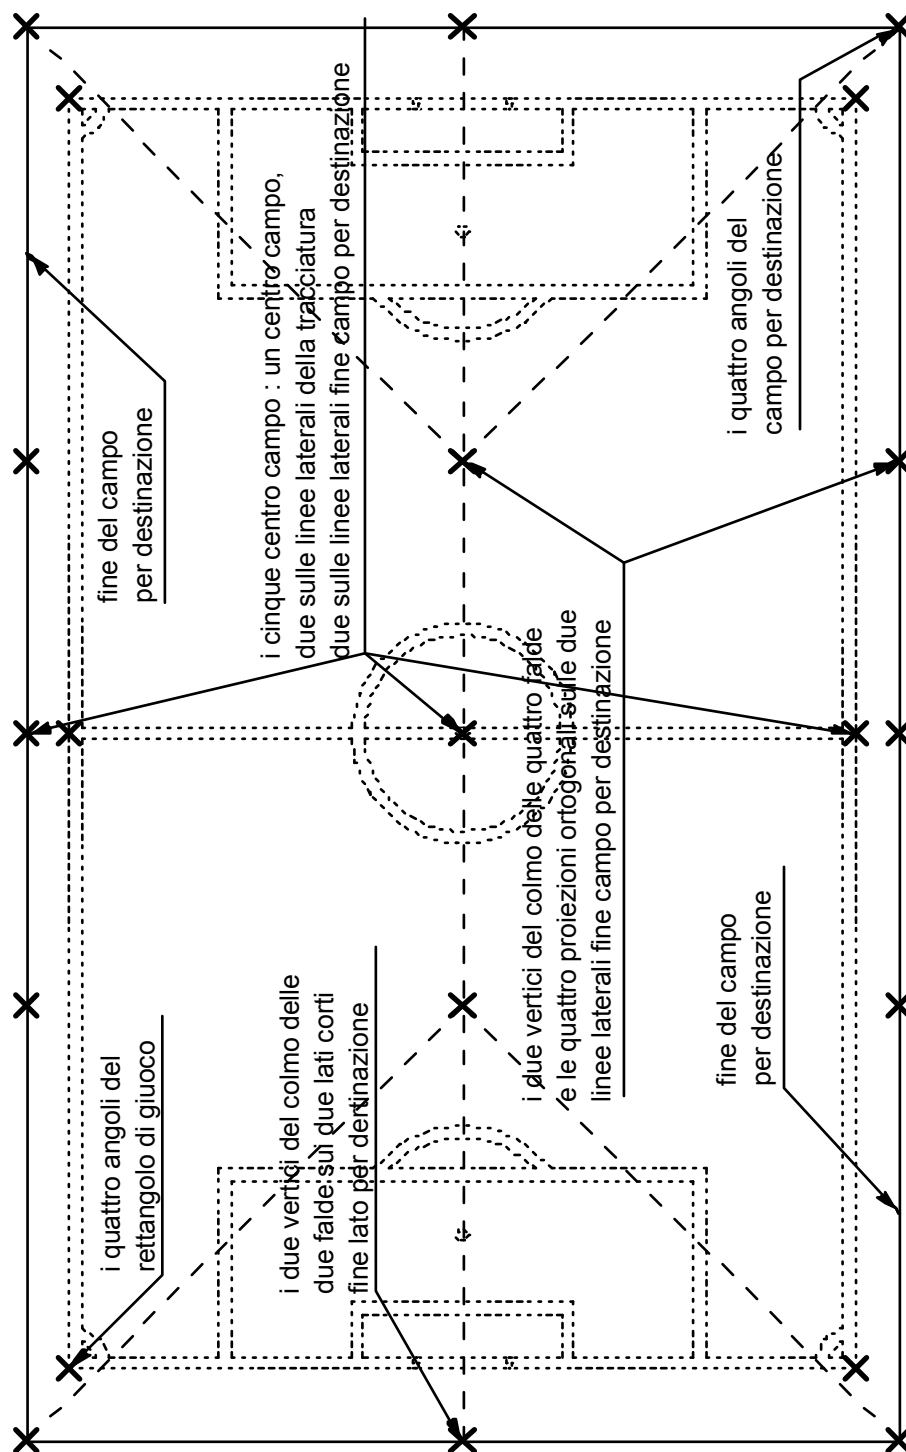 i quattro angoli del
rettangolo di giuoco
i due vertici del colmo delle
due falde sui due lati corti
fine lato per dertinazione
fine del campo
per destinazione
i cinque centro campo : un centro campo,
due sulle linee laterali della tracciatura
due sulle linee laterali fine campo per destinazione
i due vertici del colmo delle quattro falde
e le quattro proiezioni ortogonali sulle due
linee laterali fine campo per destinazione
fine del campo
per destinazione
i quattro angoli del
campo per destinazione